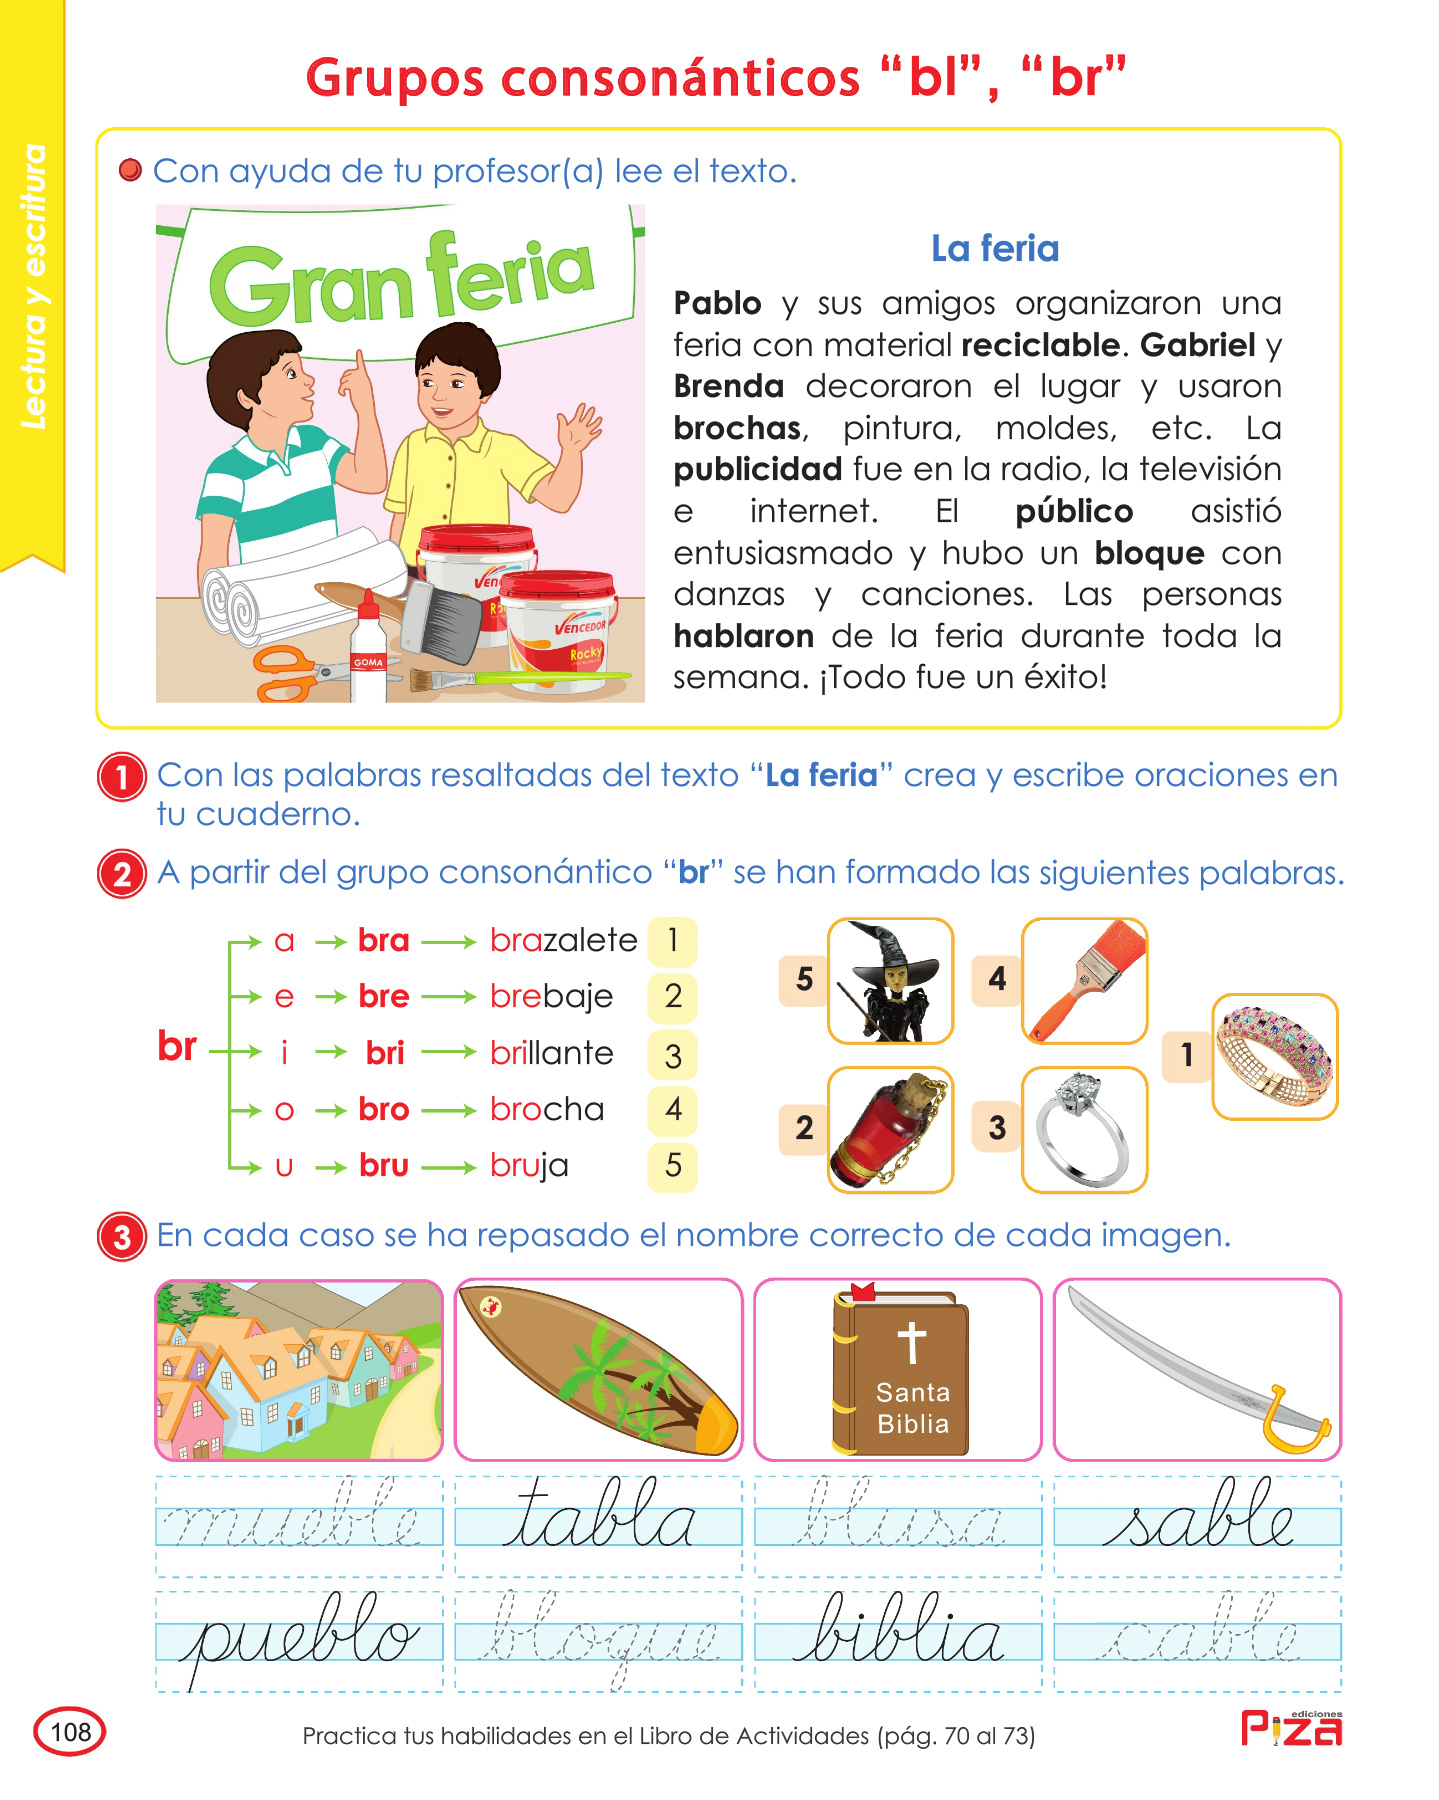 Lectura y escritura
Grupos consonánticos “bl”, “br”
Con ayuda de tu profesor(a) lee el texto.
Gran feria
VEN
VENCEDOR
Rocky
GOMA
La feria
Pablo y sus amigos organizaron una
feria con material reciclable. Gabriel y
Brenda decoraron el lugar y usaron
brochas, pintura, moldes, etc. La
publicidad fue en la radio, la televisión
e internet. El público asistió
entusiasmado y hubo un bloque con
danzas y canciones. Las personas
hablaron de la feria durante toda la
semana. ¡Todo fue un éxito!
1 Con las palabras resaltadas del texto “La feria” crea y escribe oraciones en
tu cuaderno.
2 A partir del grupo consonántico “br” se han formado las siguientes palabras.
br
a bra brazalete 1
e bre brebaje 2
i bri brillante 3
o bro brocha 4
u bru bruja 5
5 4
1
2 3
3 En cada caso se ha repasado el nombre correcto de cada imagen.
Santa
Biblia
mueble tabla blusa sable
pueblo bloque biblia cable
108
Practica tus habilidades en el Libro de Actividades (pág. 70 al 73)
ediciones
Piza